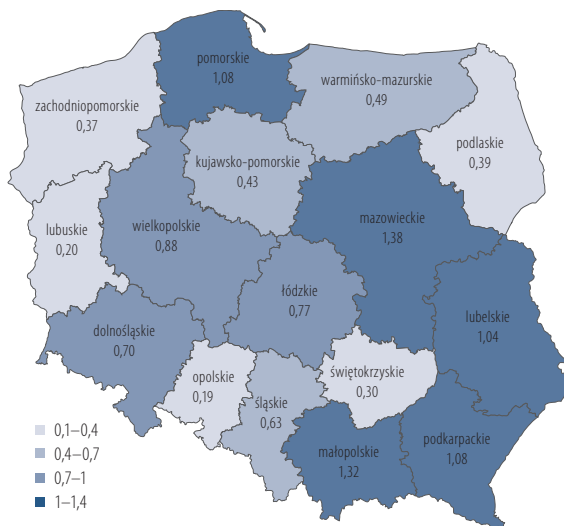 pomorskie
1,08
warmińsko-mazurskie
0,49
zachodniopomorskie
0,37
podlaskie
0,39
kujawsko-pomorskie
0,43
mazowieckie
1,38
lubuskie
0,20
wielkopolskie
0,88
łódzkie
0,77
lubelskie
1,04
dolnośląskie
0,70
opolskie
0,19
śląskie
0,63
świętokrzyskie
0,30
małopolskie
1,32
podkarpackie
1,08
0,1–0,4
0,4–0,7
0,7–1
1–1,4